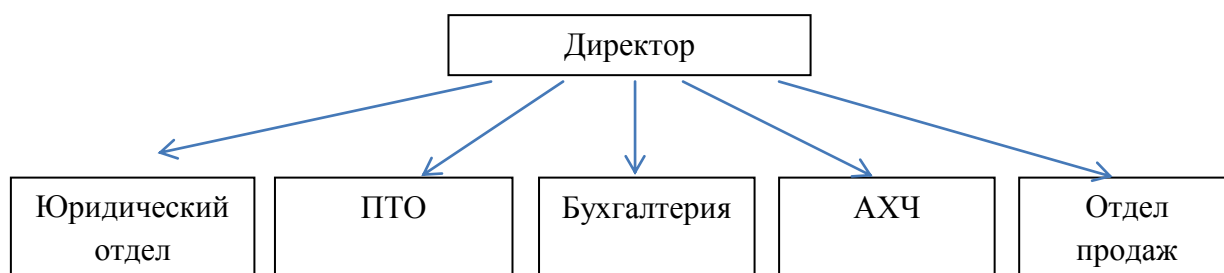 Директор
Юридический
отдел
ПТО
Бухгалтерия
АХЧ
Отдел
продаж